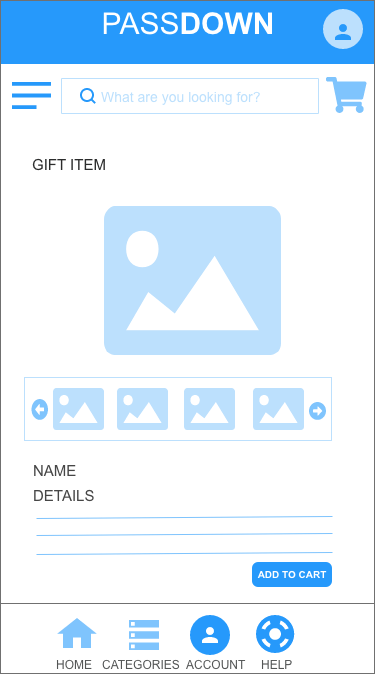 PASSDOWN
What are you looking for?
GIFT ITEM
NAME
DETAILS
ADD TO CART
HOME CATEGORIES ACCOUNT HELP